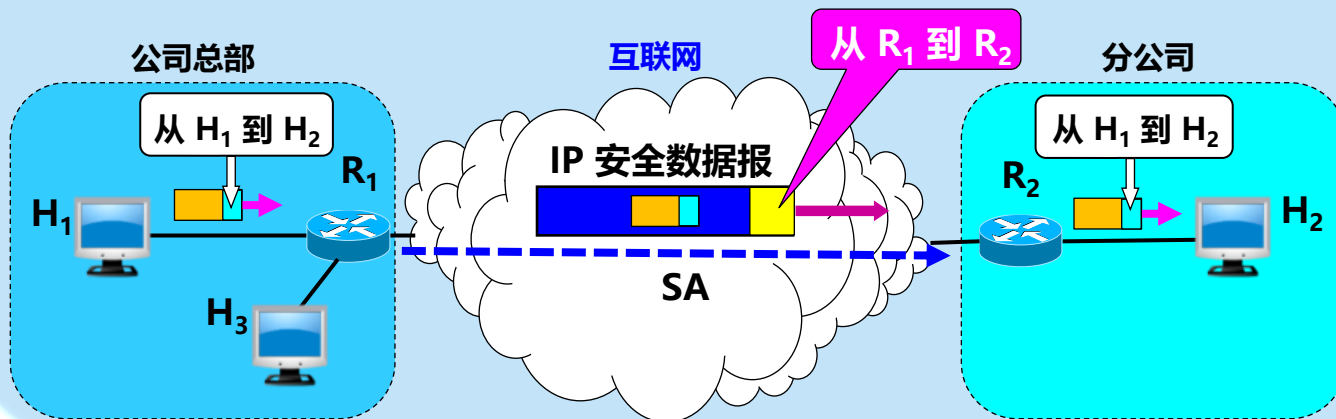 公司总部
互联网
从 R₁ 到 R₂
分公司
从 H₁ 到 H₂
从 H₁ 到 H₂
IP 安全数据报
R₁
R₂
H₁
H₂
SA
H₃